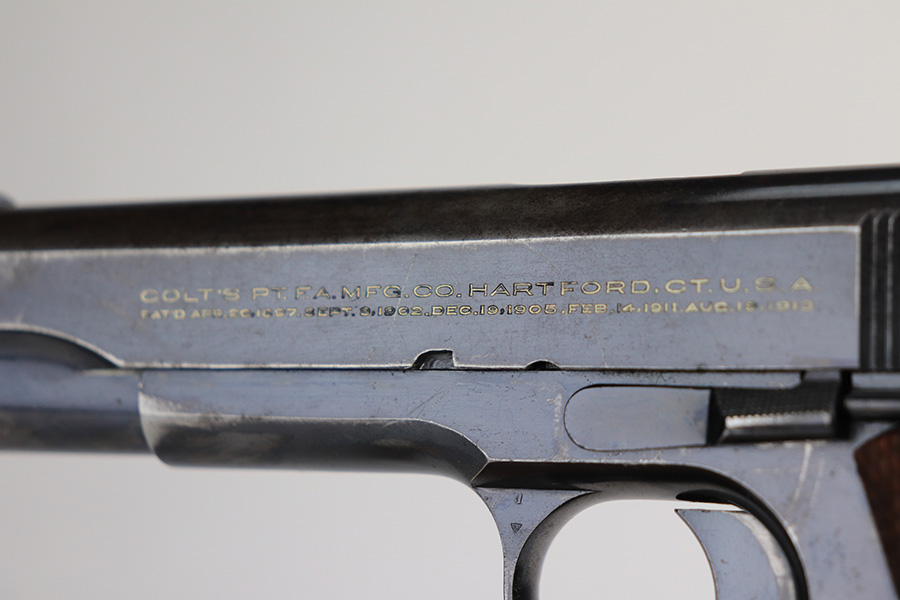 COLT'S PT. F.A. MFG. CO. HARTFORD. CT. U.S.A
PAT'D APR. 20, 1897. SEPT. 9, 1902. DEC. 19, 1905. FEB. 14, 1911. AUG. 19 1913